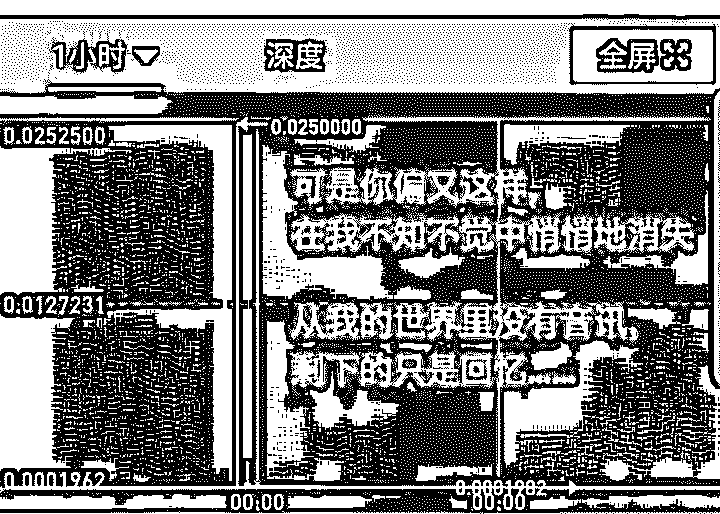 1小时 深度 全屏
0.0252500
0.0250000
可是你偏又这样,
在我不知不觉中悄悄地消失
0.0127231
从我的世界里没有音讯,
剩下的只是回忆……
0.0001962
0.0001962
00:00 00:00